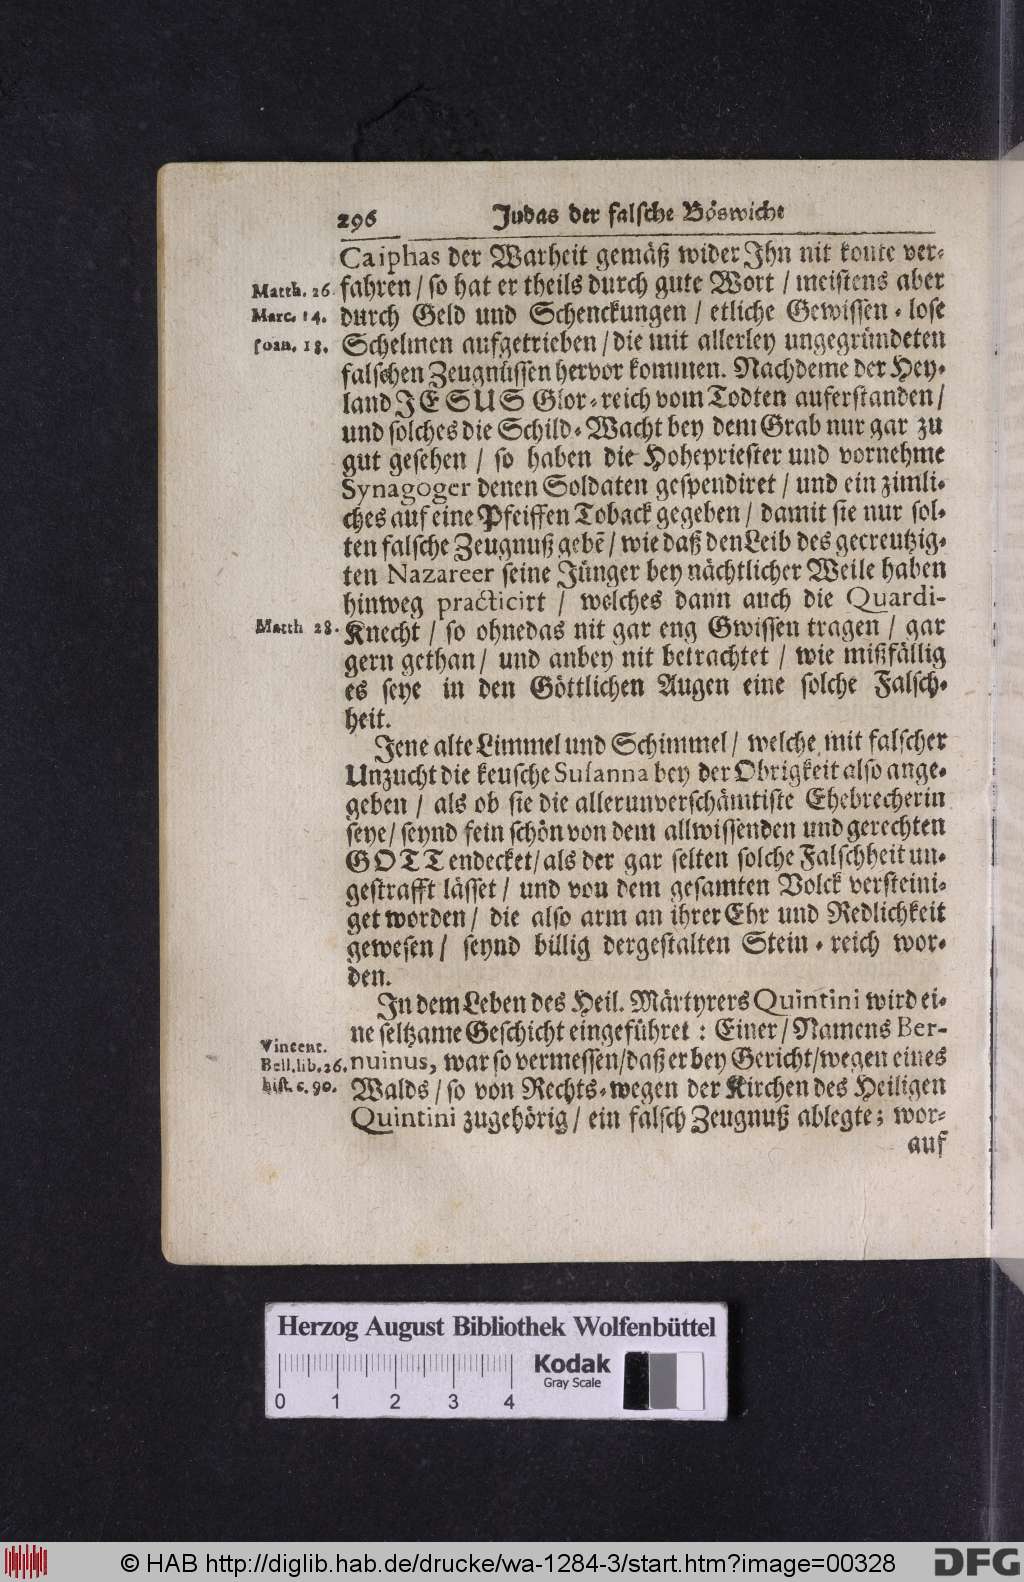 296 Judas der falsche Böswicht
Caiphas der Warheit gemäß wider Ihn nit konte ver-
Matth. 26. fahren / so hat er theils durch gute Wort / meistens aber
Marc. 14. durch Geld und Schenckungen / etliche Gewissen-lose
Joan. 18. Schelmen aufgetrieben / die mit allerley ungegründeten
falschen Zeugnüssen hervor kommen. Nachdeme der Hey-
land JESUS Glor-reich vom Todten auferstanden /
und solches die Schild-Wacht bey dem Grab nur gar zu
gut gesehen / so haben die Hohepriester und vornehme
Synagoger denen Soldaten gespendiret / und ein zimli-
ches auf eine Pfeiffen Toback gegeben / damit sie nur sol-
ten falsche Zeugnuß gebē / wie daß den Leib des gecreutzig-
ten Nazareer seine Jünger bey nächtlicher Weile haben
hinweg practicirt / welches dann auch die Quardi-
Matth 28. Knecht / so ohnedas nit gar eng Gwissen tragen / gar
gern gethan / und anbey nit betrachtet / wie mißfällig
es seye in den Göttlichen Augen eine solche Falsch-
heit.
Jene alte Limmel und Schimmel / welche mit falscher
Unzucht die keusche Susanna bey der Obrigkeit also ange-
geben / als ob sie die allerunverschämtiste Ehebrecherin
seye / seynd fein schön von dem allwissenden und gerechten
GOTT endecket / als der gar selten solche Falschheit un-
gestrafft lässet / und von dem gesamten Volck versteini-
get worden / die also arm an ihrer Ehr und Redlichkeit
gewesen / seynd billig dergestalten Stein-reich wor-
den.
In dem Leben des Heil. Märtyrers Quintini wird ei-
ne seltzame Geschicht eingeführet : Einer / Namens Ber-
Vincent.
Bell. lib. 26. nuinus, war so vermessen / daß er bey Gericht / wegen eines
hist. c. 90. Walds / so von Rechts-wegen der Kirchen des Heiligen
Quintini zugehörig / ein falsch Zeugnuß ablegte; wor-
auf
Herzog August Bibliothek Wolfenbüttel
Kodak
Gray Scale
0 1 2 3 4
© HAB http://diglib.hab.de/drucke/wa-1284-3/start.htm?image=00328
DFG